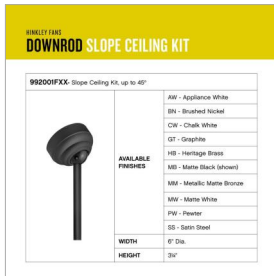 HINKLEY FANS
DOWNROD SLOPE CEILING KIT
992001FXX- Slope Ceiling Kit, up to 45°
AVAILABLE FINISHES
AW - Appliance White
BN - Brushed Nickel
CW - Chalk White
GT - Graphite
HB - Heritage Brass
MB - Matte Black (shown)
MM - Metallic Matte Bronze
MW - Matte White
PW - Pewter
SS - Satin Steel
WIDTH 6" Dia.
HEIGHT 3¼"